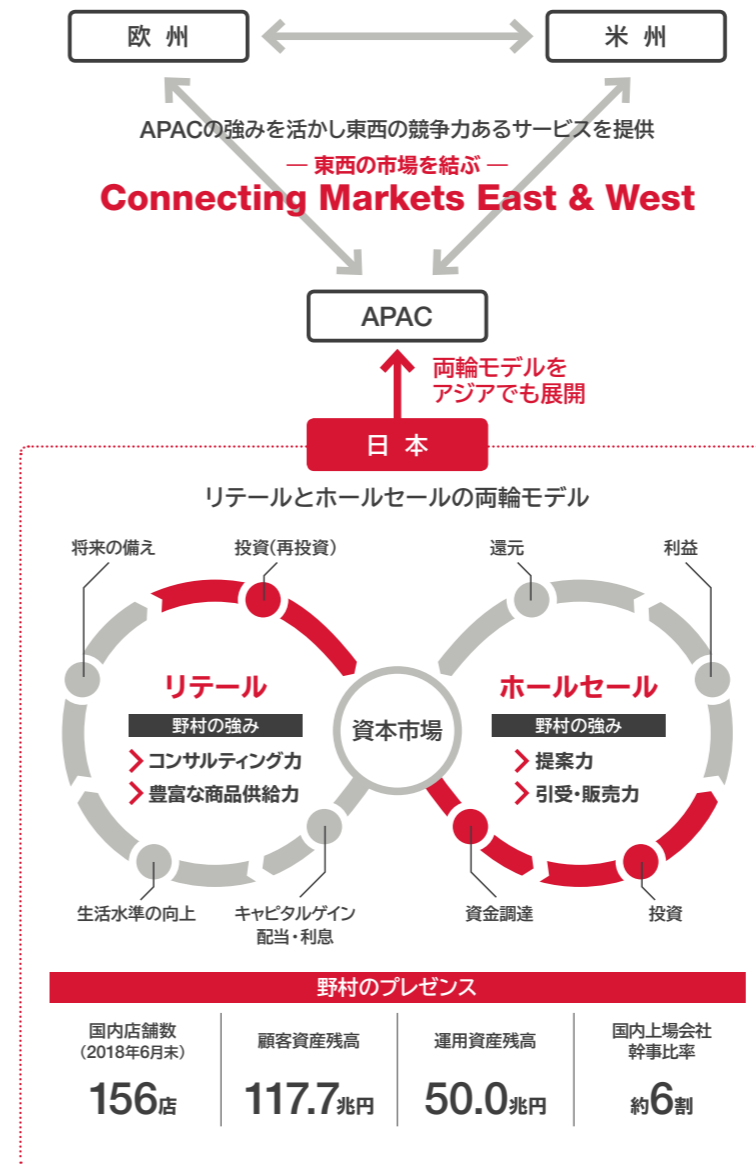 欧州
米州
APACの強みを活かし東西の競争力あるサービスを提供
― 東西の市場を結ぶ ―
Connecting Markets East & West
APAC
両輪モデルを
アジアでも展開
日本
リテールとホールセールの両輪モデル
将来の備え
投資(再投資)
還元
利益
リテール
野村の強み
コンサルティング力
豊富な商品供給力
資本市場
ホールセール
野村の強み
提案力
引受・販売力
生活水準の向上
キャピタルゲイン
配当・利息
資金調達
投資
野村のプレゼンス
国内店舗数
(2018年6月末)
156店
顧客資産残高
117.7兆円
運用資産残高
50.0兆円
国内上場会社
幹事比率
約6割